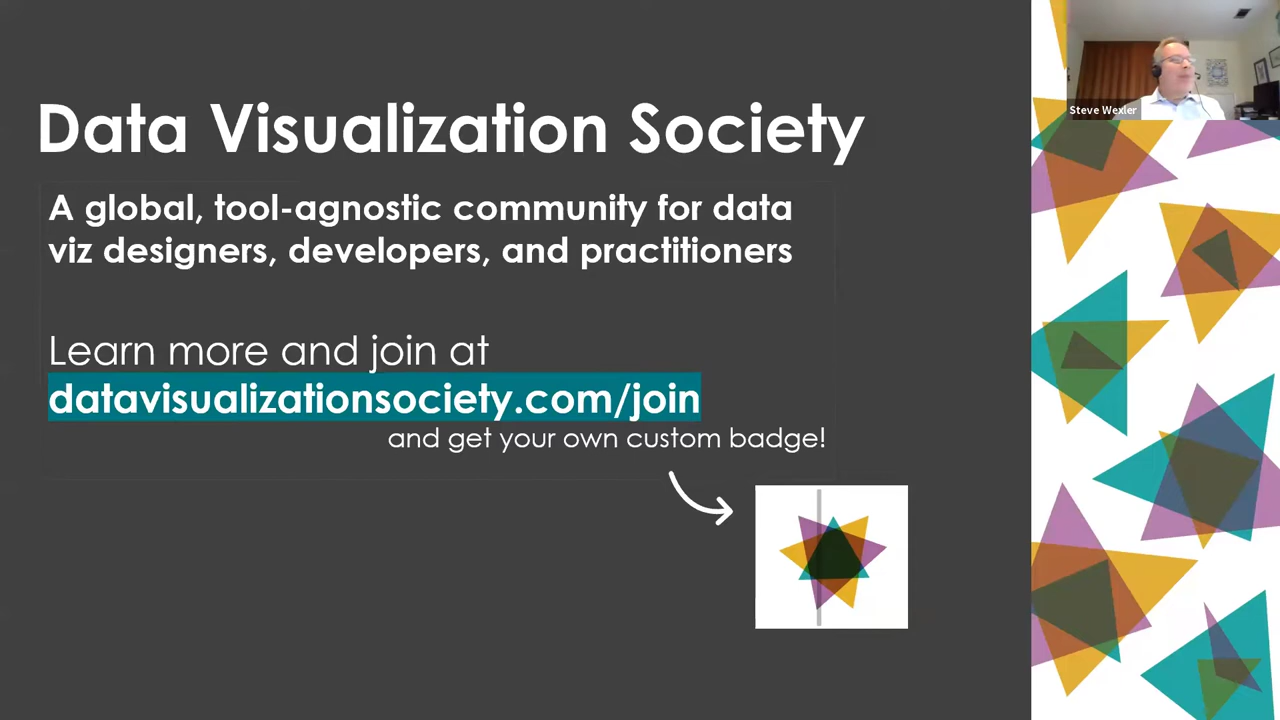 Data Visualization Society
A global, tool-agnostic community for data
viz designers, developers, and practitioners
Learn more and join at
datavisualizationsociety.com/join
and get your own custom badge!
Steve Wexler